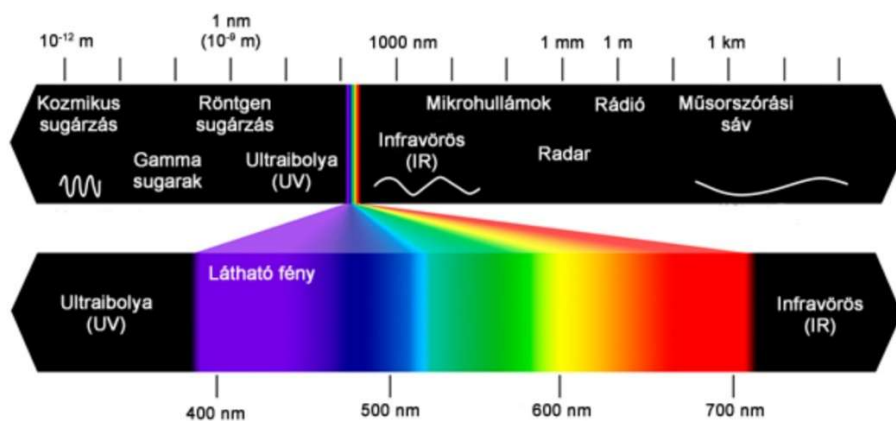 10⁻¹² m
1 nm
(10⁻⁹ m)
1000 nm
1 mm
1 m
1 km
Kozmikus
sugárzás
Gamma
sugarak
Röntgen
sugárzás
Ultraibolya
(UV)
Infravörös
(IR)
Mikrohullámok
Radar
Rádió
Műsorszórási
sáv
Ultraibolya
(UV)
Látható fény
Infravörös
(IR)
400 nm
500 nm
600 nm
700 nm